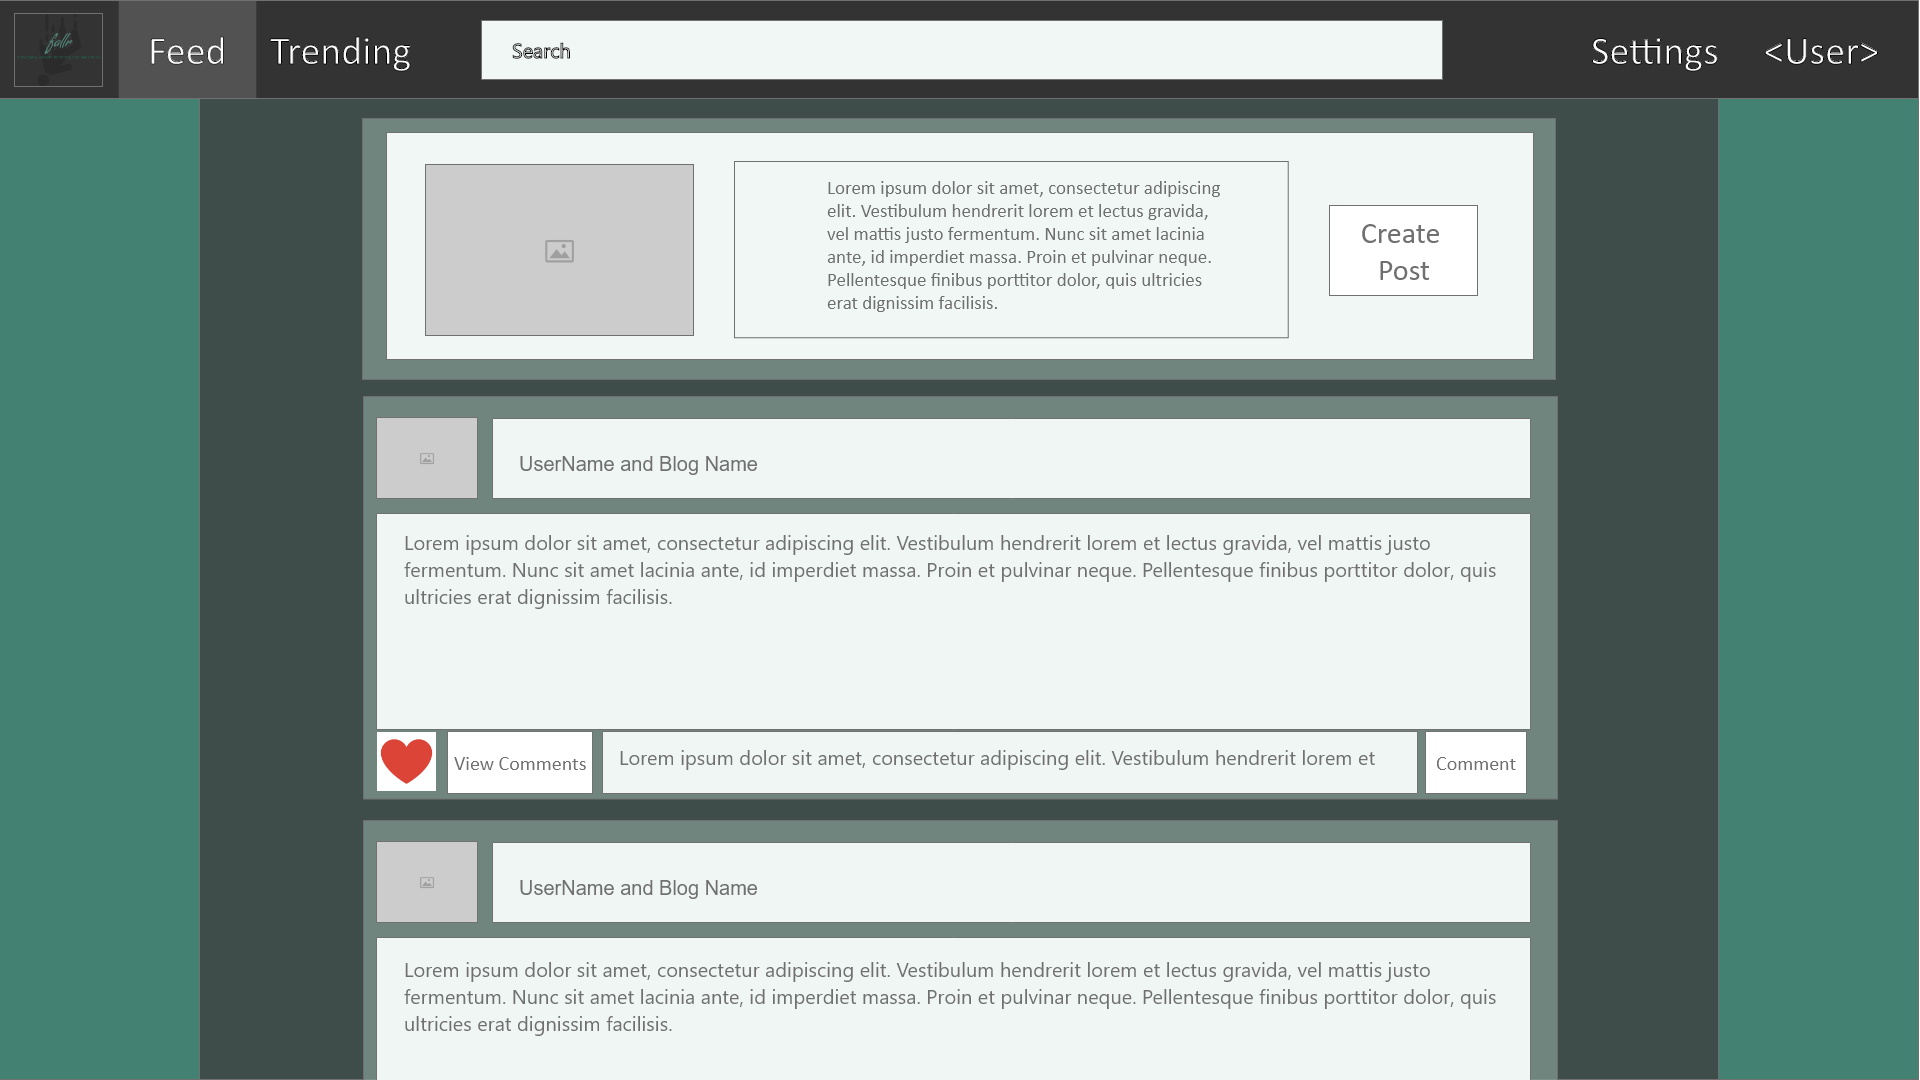 follr
Feed
Trending
Search
Settings
<User>
Lorem ipsum dolor sit amet, consectetur adipiscing
elit. Vestibulum hendrerit lorem et lectus gravida,
vel mattis justo fermentum. Nunc sit amet lacinia
ante, id imperdiet massa. Proin et pulvinar neque.
Pellentesque finibus porttitor dolor, quis ultricies
erat dignissim facilisis.
Create
Post
UserName and Blog Name
Lorem ipsum dolor sit amet, consectetur adipiscing elit. Vestibulum hendrerit lorem et lectus gravida, vel mattis justo
fermentum. Nunc sit amet lacinia ante, id imperdiet massa. Proin et pulvinar neque. Pellentesque finibus porttitor dolor, quis
ultricies erat dignissim facilisis.
View Comments
Lorem ipsum dolor sit amet, consectetur adipiscing elit. Vestibulum hendrerit lorem et
Comment
UserName and Blog Name
Lorem ipsum dolor sit amet, consectetur adipiscing elit. Vestibulum hendrerit lorem et lectus gravida, vel mattis justo
fermentum. Nunc sit amet lacinia ante, id imperdiet massa. Proin et pulvinar neque. Pellentesque finibus porttitor dolor, quis
ultricies erat dignissim facilisis.